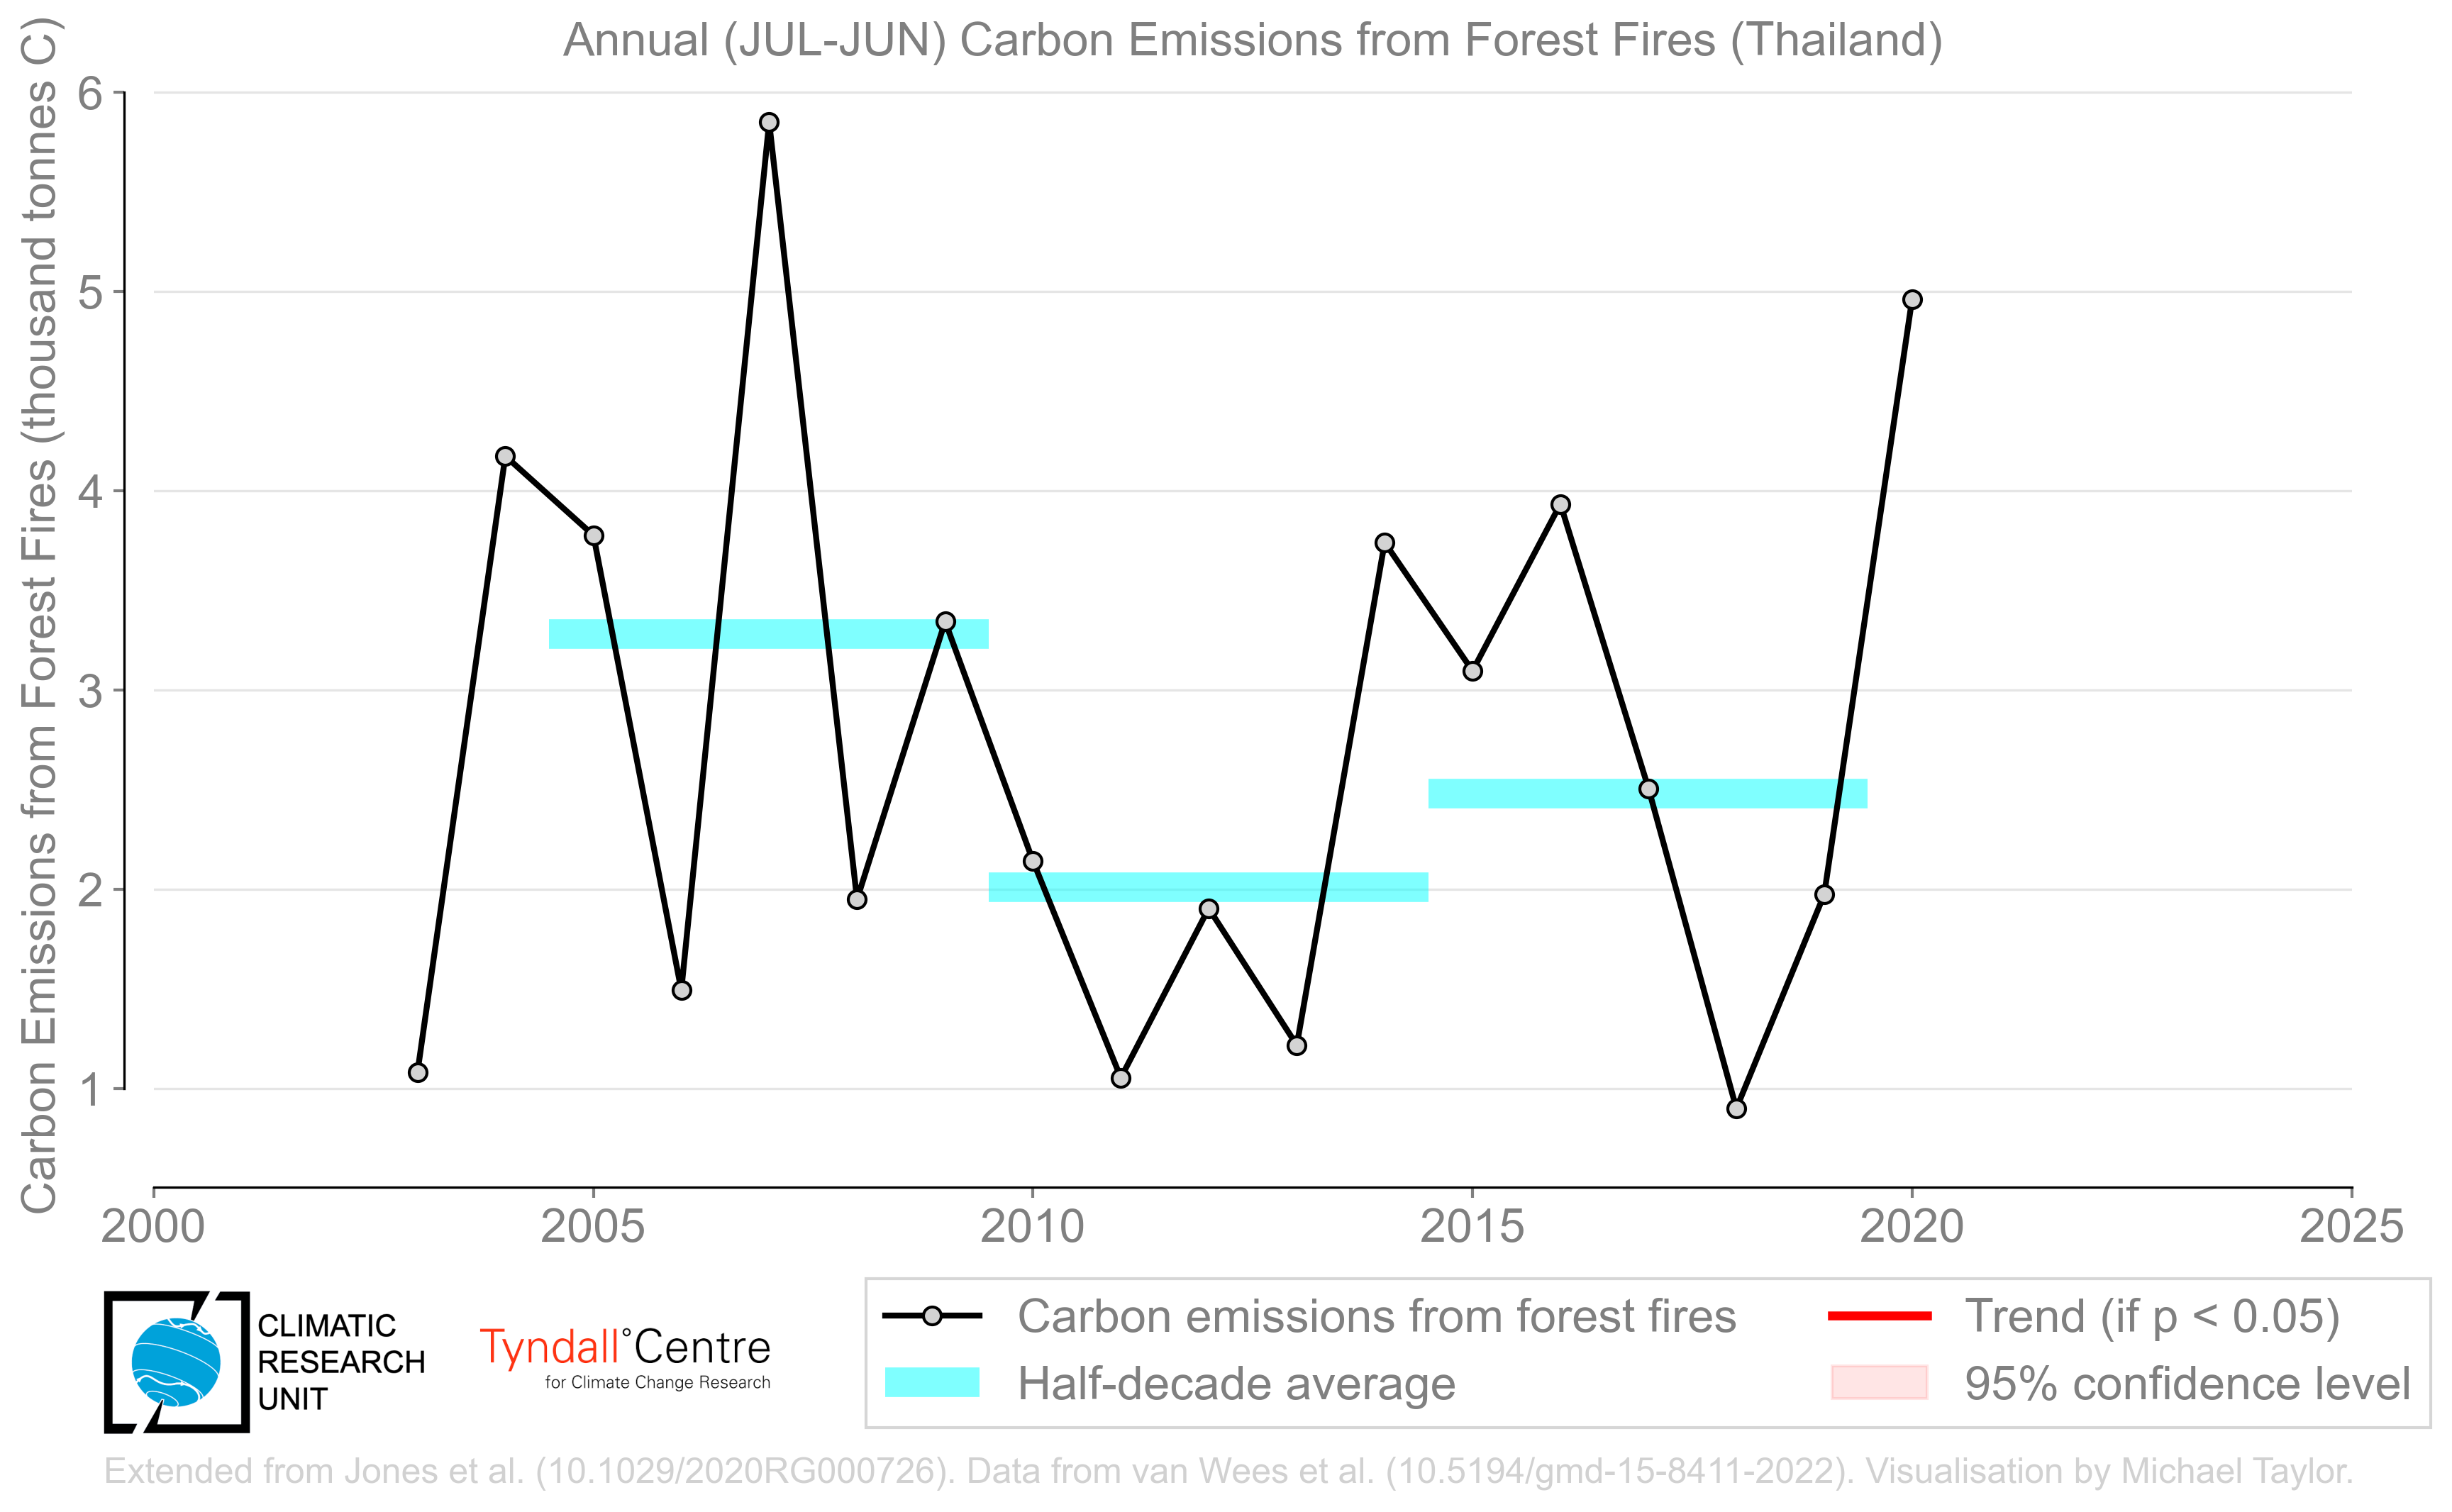 Annual (JUL-JUN) Carbon Emissions from Forest Fires (Thailand)
Carbon Emissions from Forest Fires (thousand tonnes C)
6
5
4
3
2
1
2000 2005 2010 2015 2020 2025
CLIMATIC
RESEARCH
UNIT
Tyndall°Centre
for Climate Change Research
Carbon emissions from forest fires
Half-decade average
Trend (if p < 0.05)
95% confidence level
Extended from Jones et al. (10.1029/2020RG000726). Data from van Wees et al. (10.5194/gmd-15-8411-2022). Visualisation by Michael Taylor.